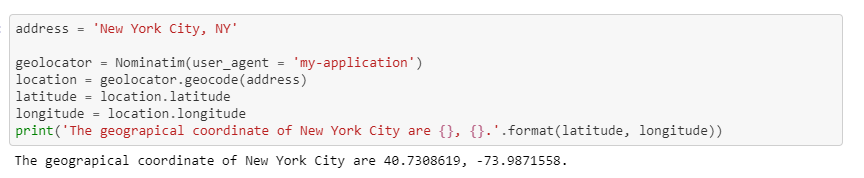 address = 'New York City, NY'
geolocator = Nominatim(user_agent = 'my-application')
location = geolocator.geocode(address)
latitude = location.latitude
longitude = location.longitude
print('The geograpical coordinate of New York City are {}, {}.'.format(latitude, longitude))
The geograpical coordinate of New York City are 40.7308619, -73.9871558.